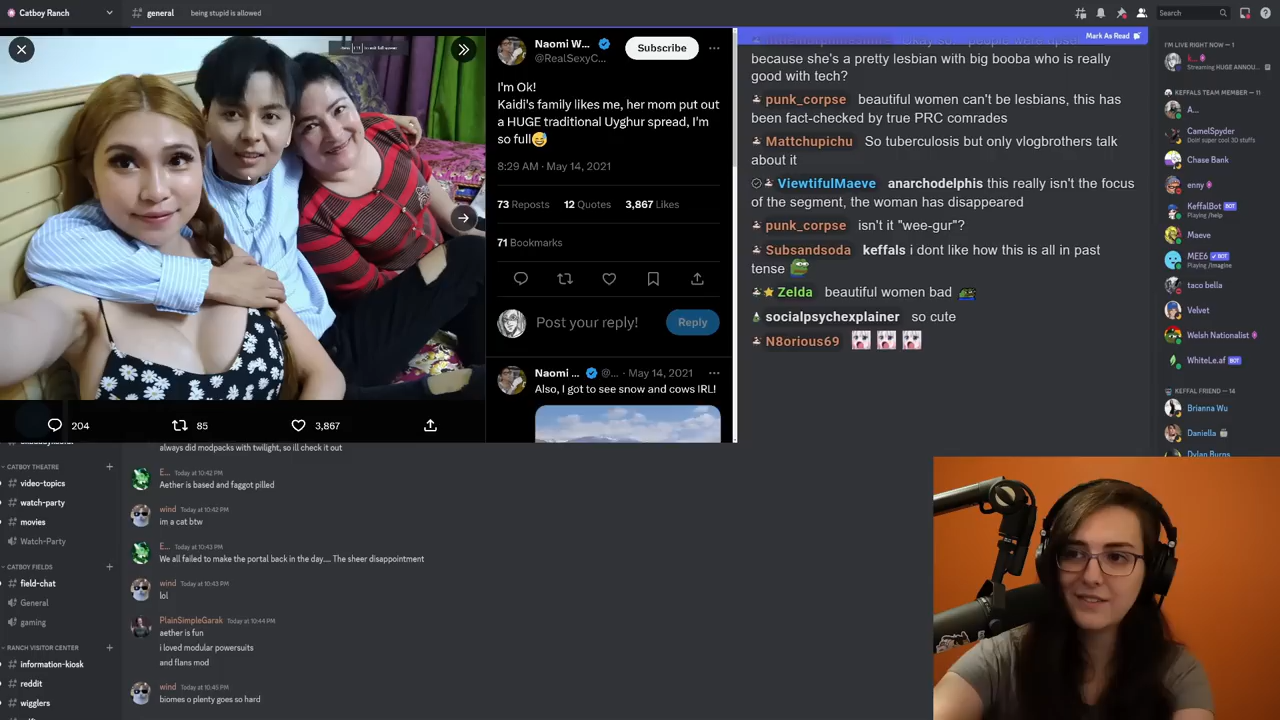 Catboy Ranch
general
being stupid is allowed
Search
Naomi W...
@RealSexyC...
Subscribe
I'm Ok!
Kaidi's family likes me, her mom put out
a HUGE traditional Uyghur spread, I'm
so full😅
8:29 AM · May 14, 2021
73 Reposts 12 Quotes 3,867 Likes
71 Bookmarks
Post your reply!
Reply
Naomi ... @... · May 14, 2021
Also, I got to see snow and cows IRL!
204
85
3,867
Mark As Read
because she's a pretty lesbian with big booba who is really
good with tech?
punk_corpse beautiful women can't be lesbians, this has
been fact-checked by true PRC comrades
Mattchupichu So tuberculosis but only vlogbrothers talk
about it
ViewtifulMaeve anarchodelphis this really isn't the focus
of the segment, the woman has disappeared
punk_corpse isn't it "wee-gur"?
Subsandsoda keffals i dont like how this is all in past
tense
Zelda beautiful women bad
socialpsychexplainer so cute
N8orious69
I'M LIVE RIGHT NOW — 1
Streaming HUGE ANNOU...
KEFFALS TEAM MEMBER — 11
A...
CamelSpyder
Chase Bank
enny
KeffalBot BOT
Playing /help
Maeve
MEE6 BOT
Playing /imagine
taco bella
Velvet
Welsh Nationalist
WhiteLe.af BOT
KEFFAL FRIEND — 14
Brianna Wu
Daniella
Dylan Burns
CATBOY THEATRE
video-topics
watch-party
movies
Watch-Party
CATBOY FIELDS
field-chat
General
gaming
RANCH VISITOR CENTER
information-kiosk
reddit
wigglers
always did modpacks with twilight, so ill check it out
E... Today at 10:42 PM
Aether is based and faggot pilled
wind Today at 10:42 PM
im a cat btw
E... Today at 10:43 PM
We all failed to make the portal back in the day.... The sheer disappointment
wind Today at 10:43 PM
lol
PlainSimpleGarak Today at 10:44 PM
aether is fun
i loved modular powersuits
and flans mod
wind Today at 10:45 PM
biomes o plenty goes so hard